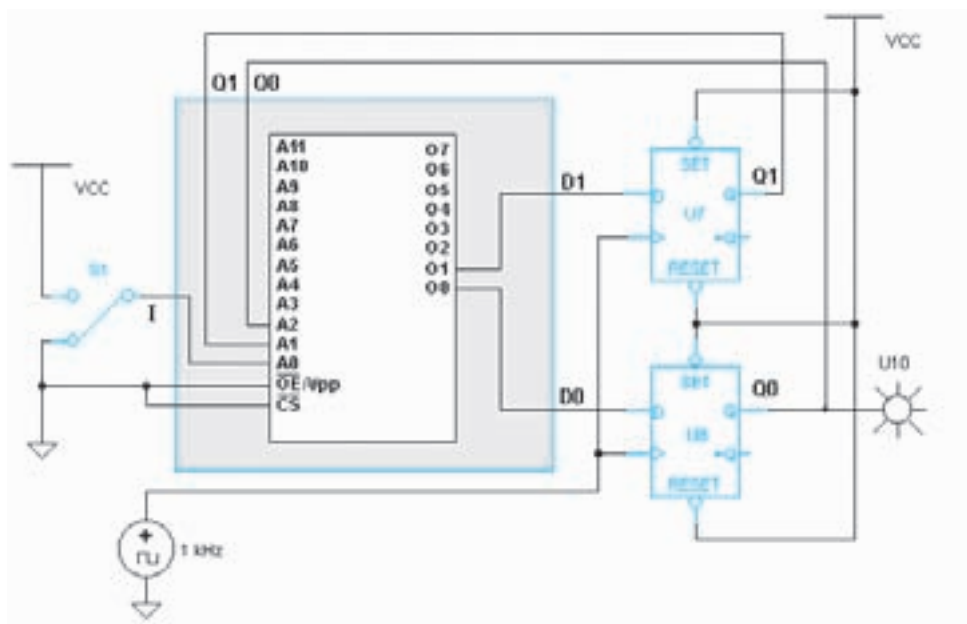 VCC
Q1 Q0
A11
A10
A9
A8
A7
A6
A5
A4
A3
A2
A1
A0
OE/Vpp
CS
O7
O6
O5
O4
O3
O2
O1
O0
VCC
S1
I
D1
SET
D
Q
Q1
U7
Q
RESET
D0
SET
D
Q
Q0
U8
Q
RESET
U10
1 kHz